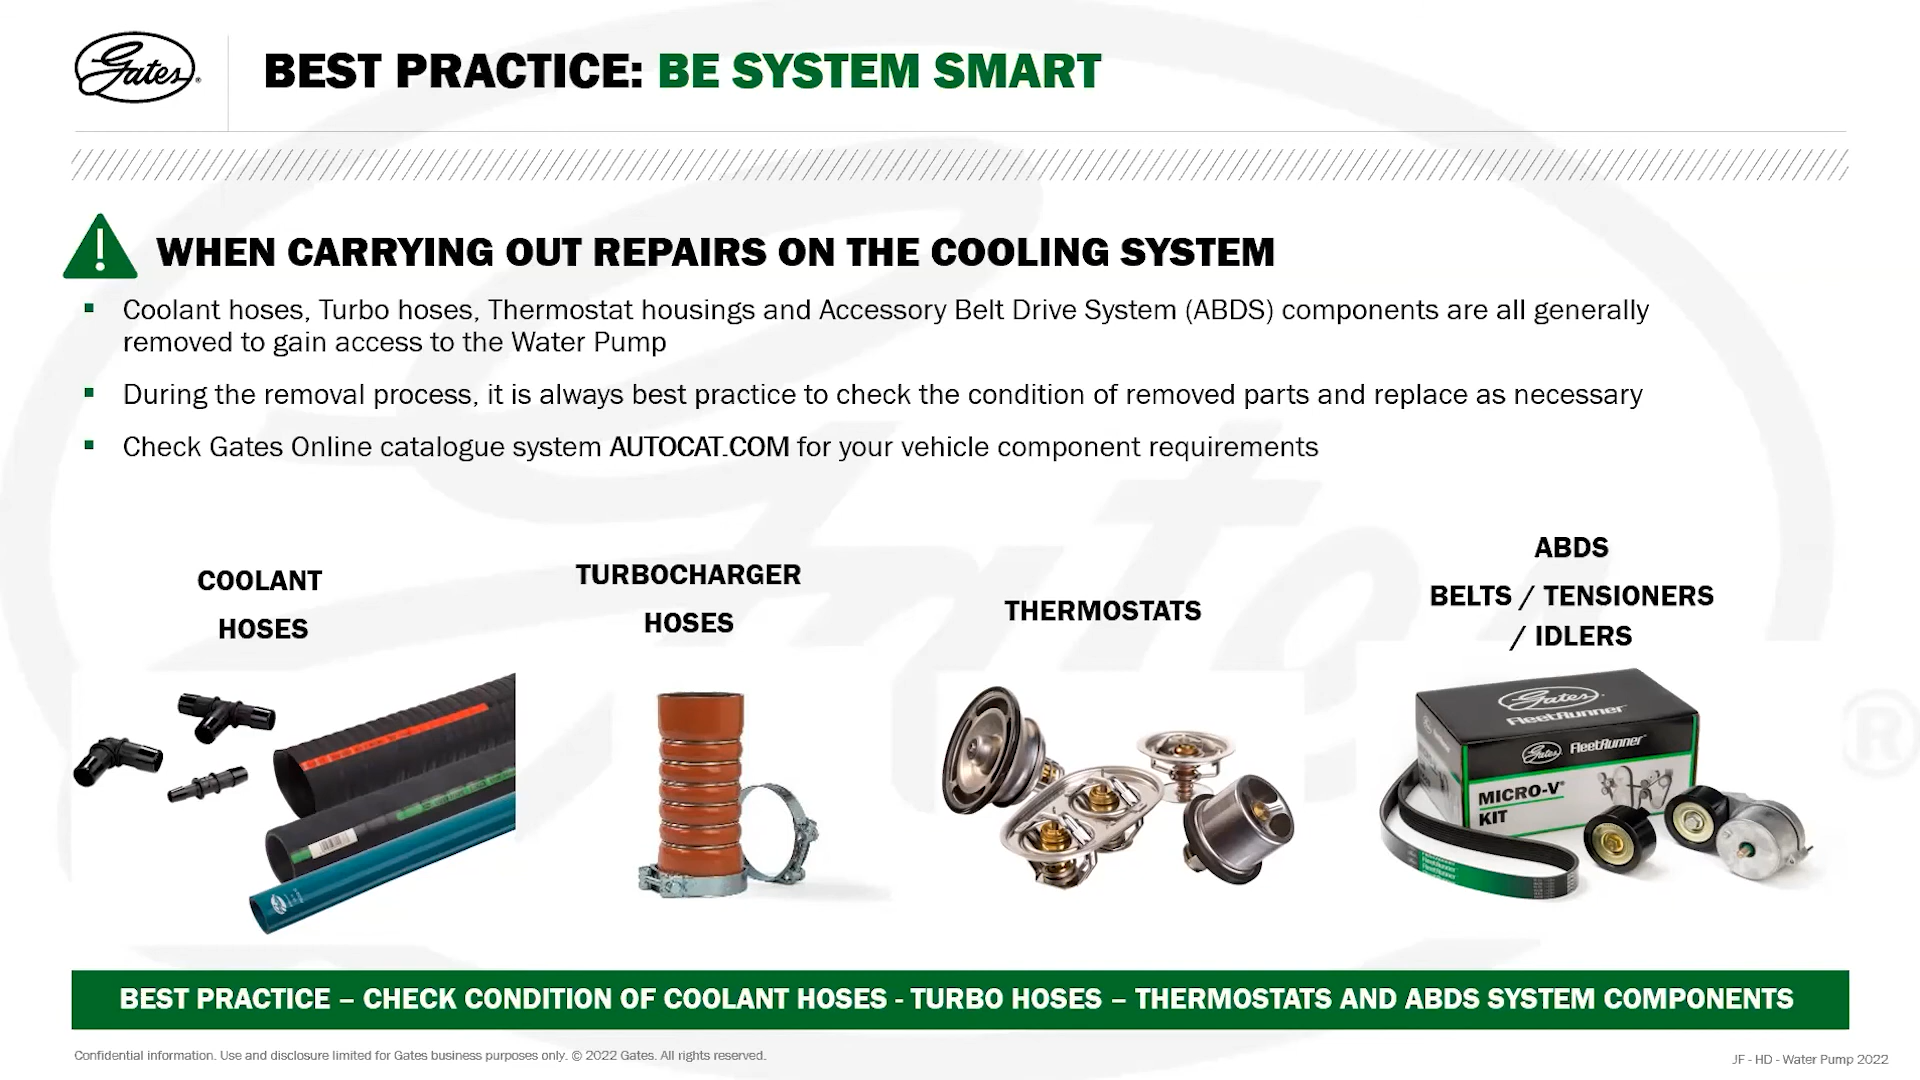 Gates®
BEST PRACTICE: BE SYSTEM SMART
WHEN CARRYING OUT REPAIRS ON THE COOLING SYSTEM
▪ Coolant hoses, Turbo hoses, Thermostat housings and Accessory Belt Drive System (ABDS) components are all generally
removed to gain access to the Water Pump
▪ During the removal process, it is always best practice to check the condition of removed parts and replace as necessary
▪ Check Gates Online catalogue system AUTOCAT.COM for your vehicle component requirements
COOLANT
HOSES
TURBOCHARGER
HOSES
THERMOSTATS
ABDS
BELTS / TENSIONERS
/ IDLERS
Gates
FleetRunner™
Gates FleetRunner™
MICRO-V®
KIT
BEST PRACTICE – CHECK CONDITION OF COOLANT HOSES - TURBO HOSES – THERMOSTATS AND ABDS SYSTEM COMPONENTS
Confidential information. Use and disclosure limited for Gates business purposes only. © 2022 Gates. All rights reserved.
JF - HD - Water Pump 2022